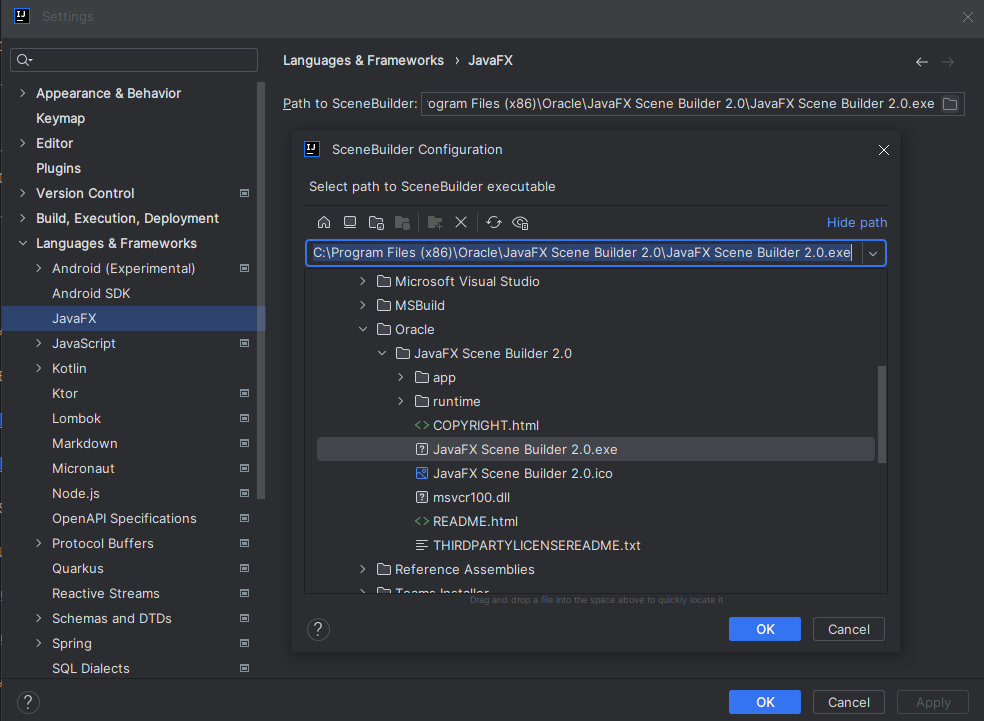 Settings
Languages & Frameworks › JavaFX
Appearance & Behavior
Keymap
Editor
Plugins
Version Control
Build, Execution, Deployment
Languages & Frameworks
Android (Experimental)
Android SDK
JavaFX
JavaScript
Kotlin
Ktor
Lombok
Markdown
Micronaut
Node.js
OpenAPI Specifications
Protocol Buffers
Quarkus
Reactive Streams
Schemas and DTDs
Spring
SQL Dialects
Path to SceneBuilder: ogram Files (x86)\Oracle\JavaFX Scene Builder 2.0\JavaFX Scene Builder 2.0.exe
SceneBuilder Configuration
Select path to SceneBuilder executable
Hide path
C:\Program Files (x86)\Oracle\JavaFX Scene Builder 2.0\JavaFX Scene Builder 2.0.exe
Microsoft Visual Studio
MSBuild
Oracle
JavaFX Scene Builder 2.0
app
runtime
COPYRIGHT.html
JavaFX Scene Builder 2.0.exe
JavaFX Scene Builder 2.0.ico
msvcr100.dll
README.html
THIRDPARTYLICENSEREADME.txt
Reference Assemblies
Teams Installer
Drag and drop a file into the space above to quickly locate it
? OK Cancel
? OK Cancel Apply